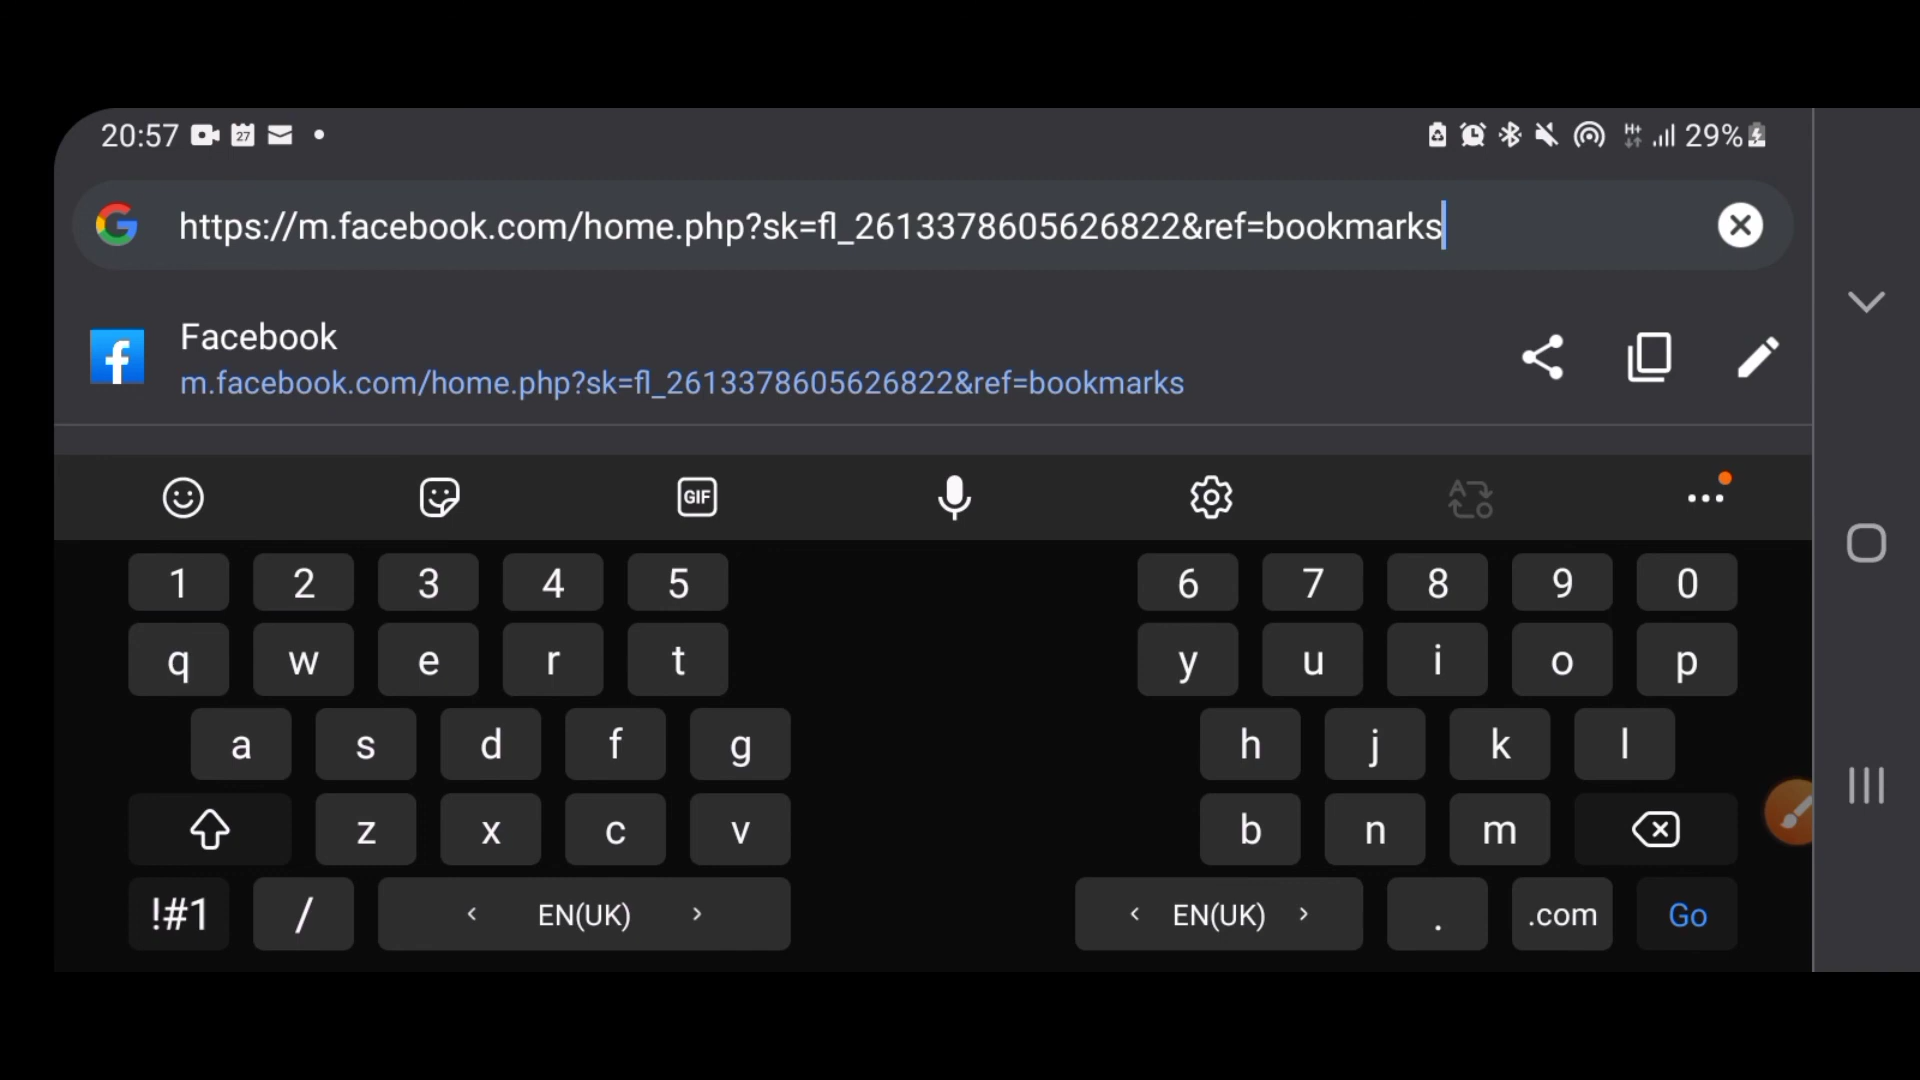 20:57 27 H+ 29%
https://m.facebook.com/home.php?sk=fl_2613378605626822&ref=bookmarks
Facebook
m.facebook.com/home.php?sk=fl_2613378605626822&ref=bookmarks
GIF A
1 2 3 4 5 6 7 8 9 0
q w e r t y u i o p
a s d f g h j k l
z x c v b n m
!#1 / < EN(UK) > < EN(UK) > . .com Go